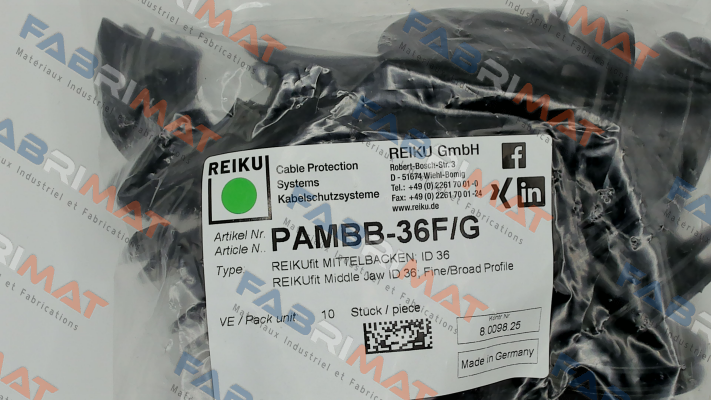 REIKU
Cable Protection
Systems
Kabelschutzsysteme
REIKU GmbH
Robert-Bosch-Str. 3
D - 51674 Wiehl-Bomig
Tel.: +49 (0) 2261 70 01-0
Fax: +49 (0) 2261 70 01-24
www.reiku.de
f
in
Artikel Nr.
Article N..
PAMBB-36F/G
Type
REIKUfit MITTELBACKEN; ID 36
REIKUfit Middle Jaw ID 36, Fine/Broad Profile
VE / Pack unit 10 Stück / piece
Kontr Nr
8.0098.25
Made in Germany
FABRIMAT
Materiaux Industriel et Fabrications